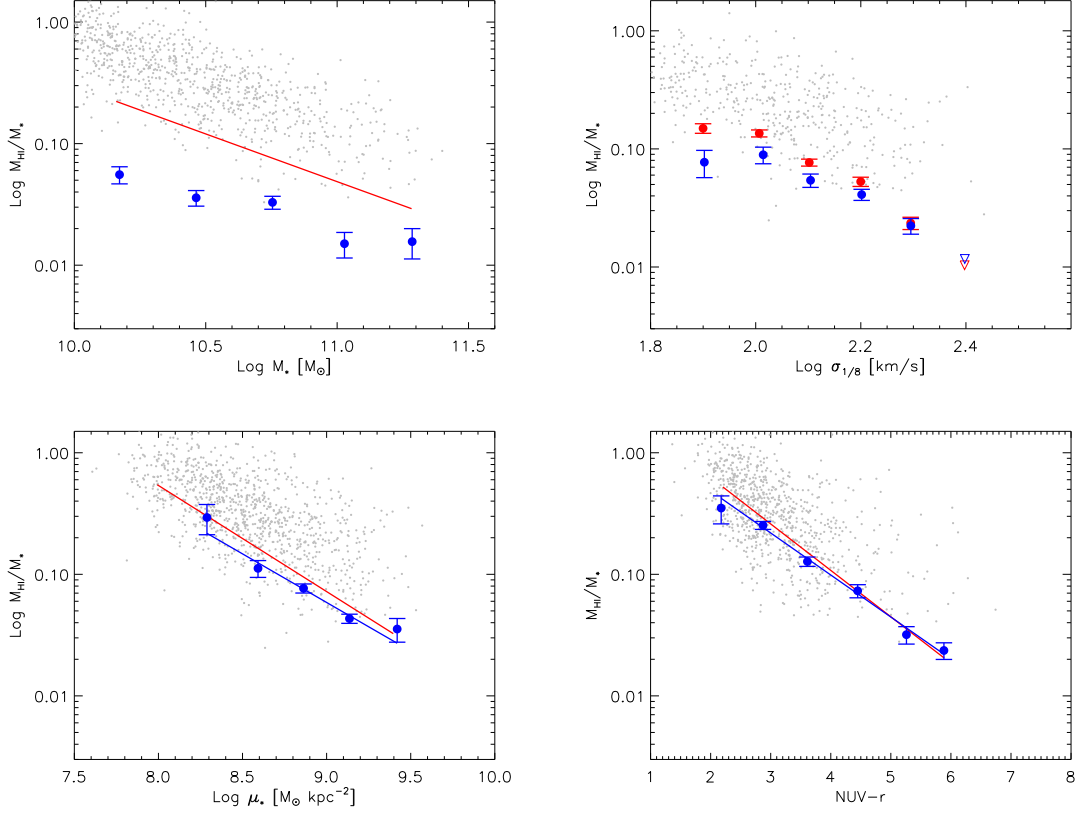 1.00
0.10
0.01
Log M_HI/M_*
10.0 10.5 11.0 11.5
Log M_* [M_⊙]
1.00
0.10
0.01
Log M_HI/M_*
1.8 2.0 2.2 2.4
Log σ_1/8 [km/s]
1.00
0.10
0.01
Log M_HI/M_*
7.5 8.0 8.5 9.0 9.5 10.0
Log μ_* [M_⊙ kpc⁻²]
1.00
0.10
0.01
M_HI/M_*
1 2 3 4 5 6 7 8
NUV−r